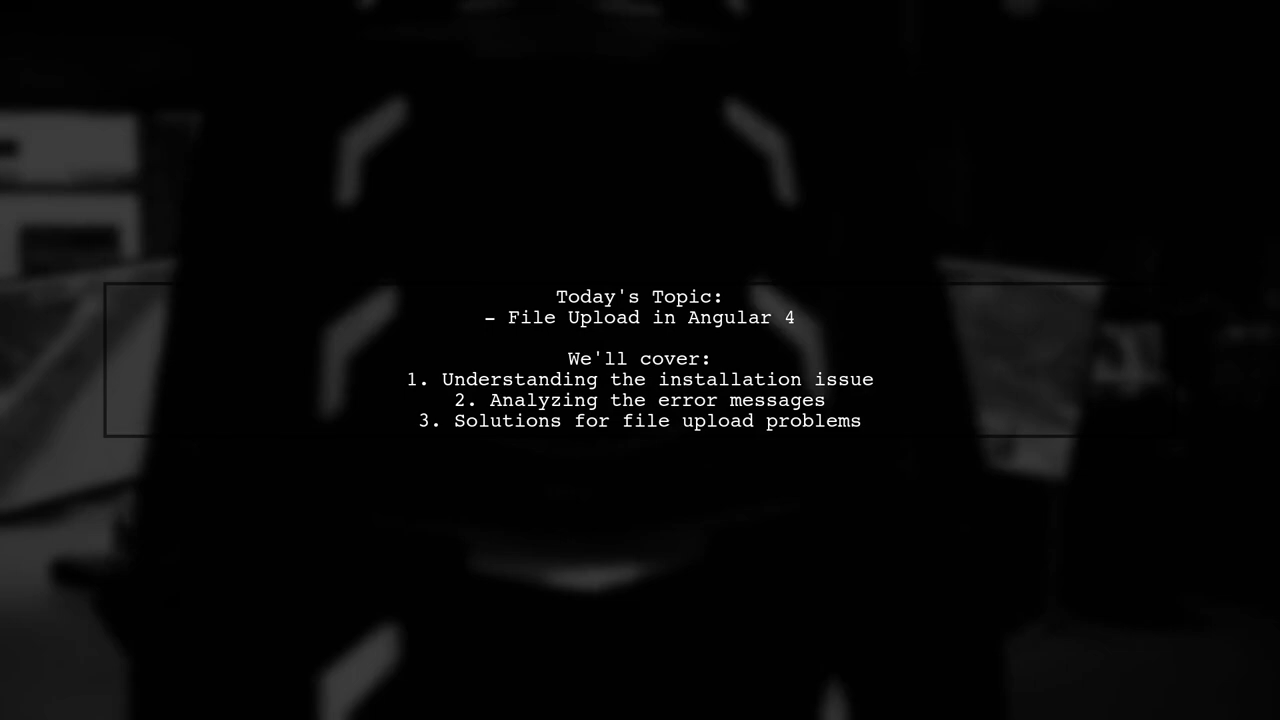 Today's Topic:
– File Upload in Angular 4
We'll cover:
1. Understanding the installation issue
2. Analyzing the error messages
3. Solutions for file upload problems